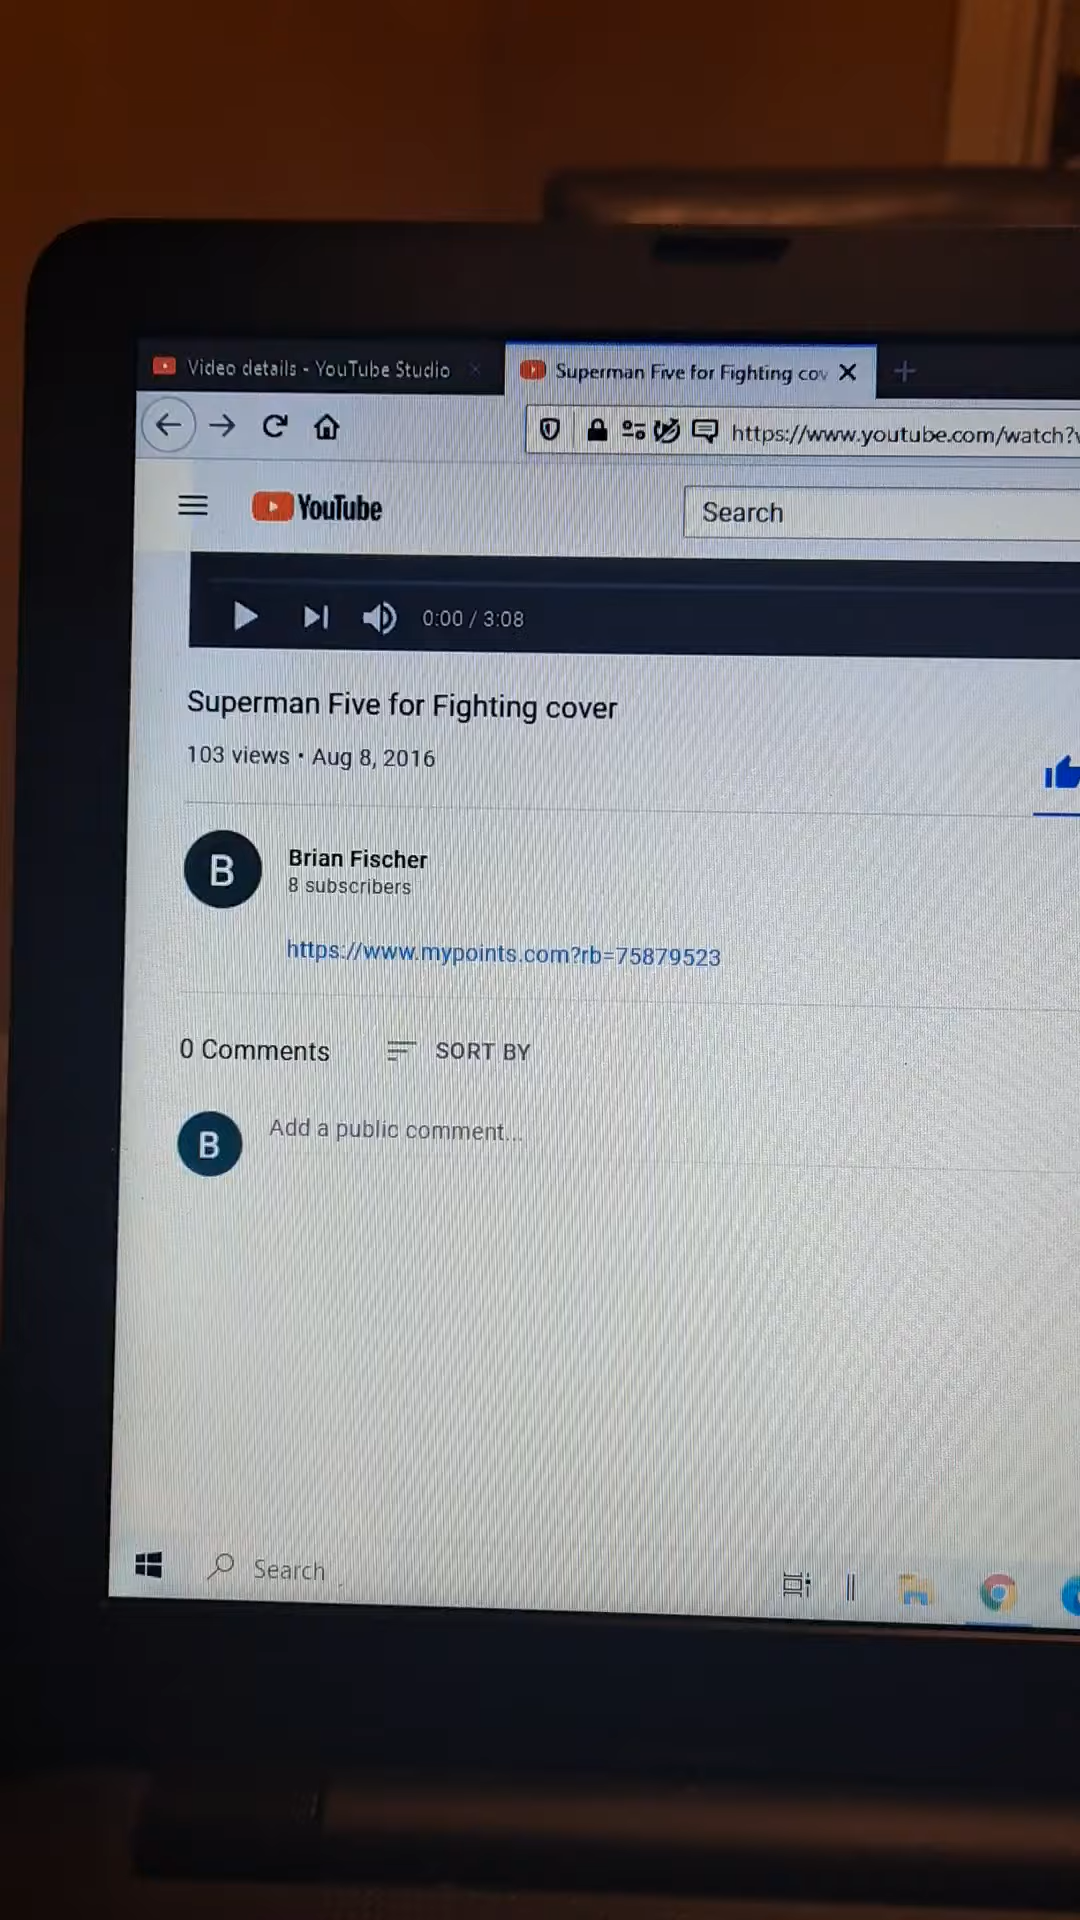 Video details - YouTube Studio
Superman Five for Fighting cov
https://www.youtube.com/watch?v
YouTube
Search
0:00 / 3:08
Superman Five for Fighting cover
103 views • Aug 8, 2016
B
Brian Fischer
8 subscribers
https://www.mypoints.com?rb=75879523
0 Comments
SORT BY
B
Add a public comment...
Search